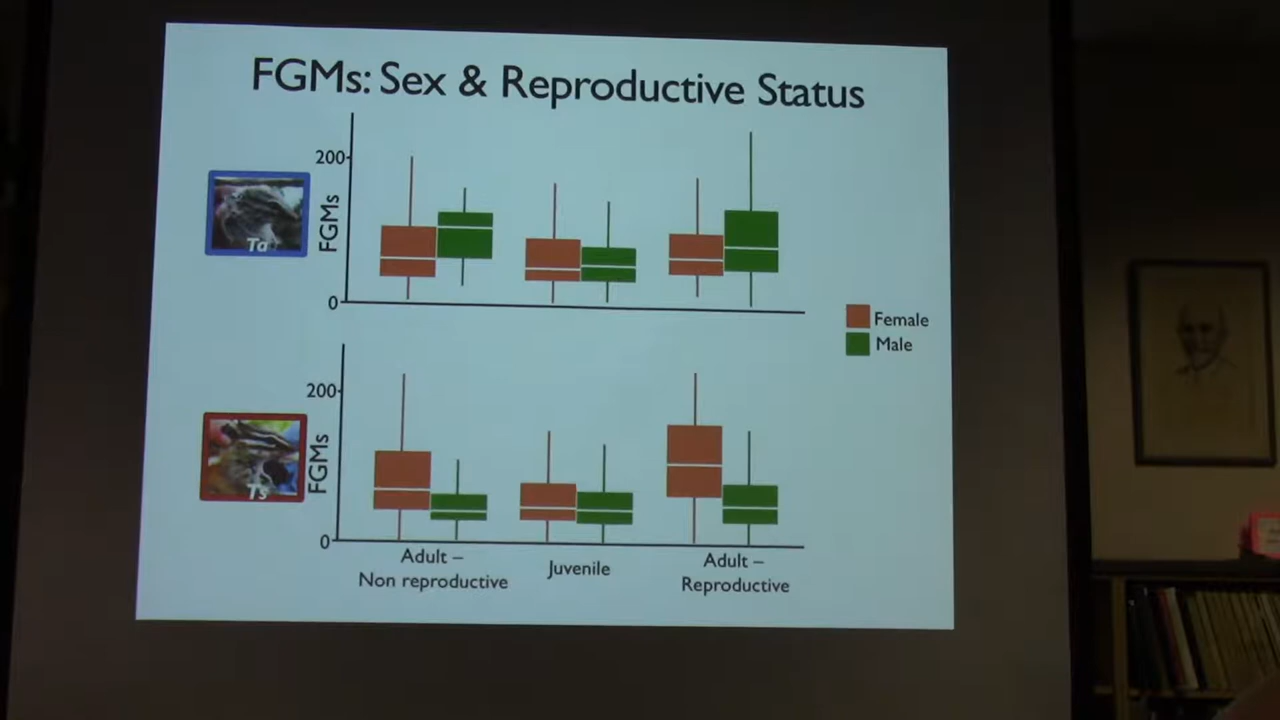 FGMs: Sex & Reproductive Status
200
FGMs
Ta
0
Female
Male
200
FGMs
Ts
0
Adult –
Non reproductive
Juvenile
Adult –
Reproductive